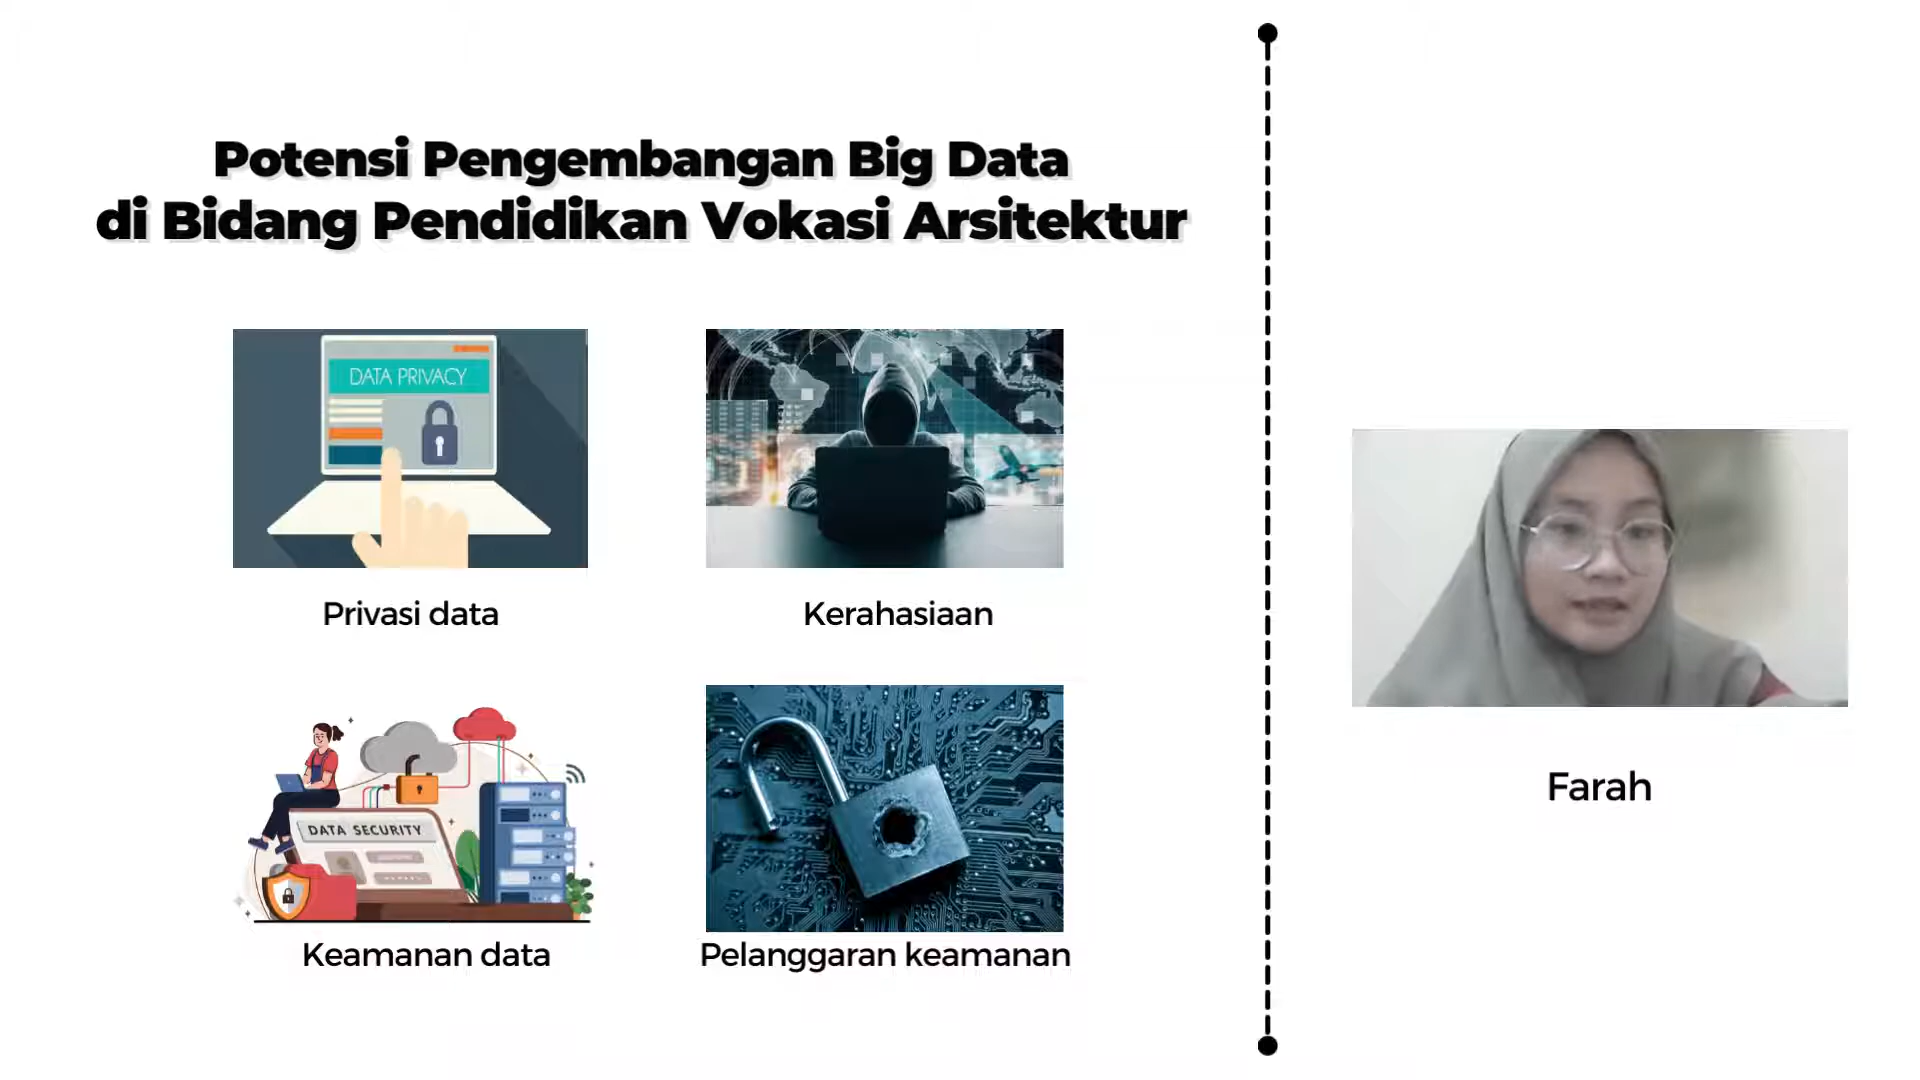 Potensi Pengembangan Big Data
di Bidang Pendidikan Vokasi Arsitektur
DATA PRIVACY
Privasi data
Kerahasiaan
DATA SECURITY
Keamanan data
Pelanggaran keamanan
Farah